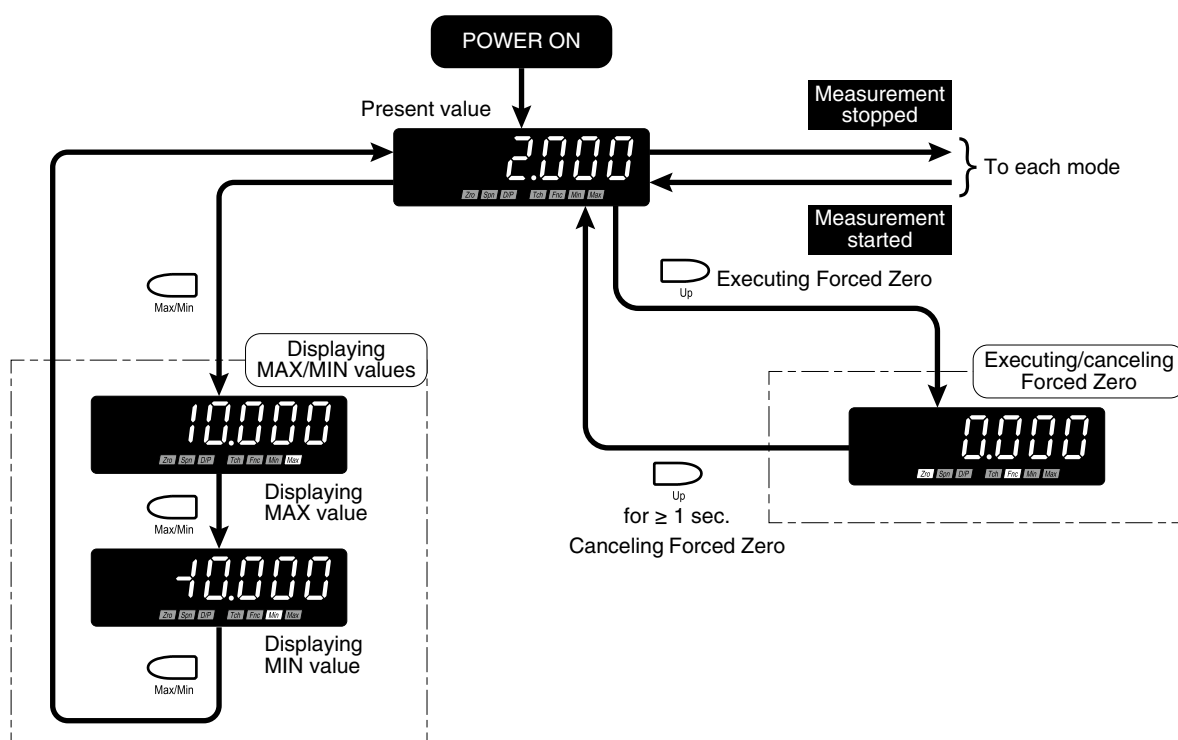 POWER ON
Present value
2.000
Zro Spn D/P Tch Fnc Min Max
Measurement
stopped
To each mode
Measurement
started
Max/Min
Up
Executing Forced Zero
Displaying
MAX/MIN values
10.000
Zro Spn D/P Tch Fnc Min Max
Displaying
MAX value
Max/Min
-10.000
Zro Spn D/P Tch Fnc Min Max
Displaying
MIN value
Max/Min
Executing/canceling
Forced Zero
0.000
Zro Spn D/P Tch Fnc Min Max
Up
for ≥ 1 sec.
Canceling Forced Zero